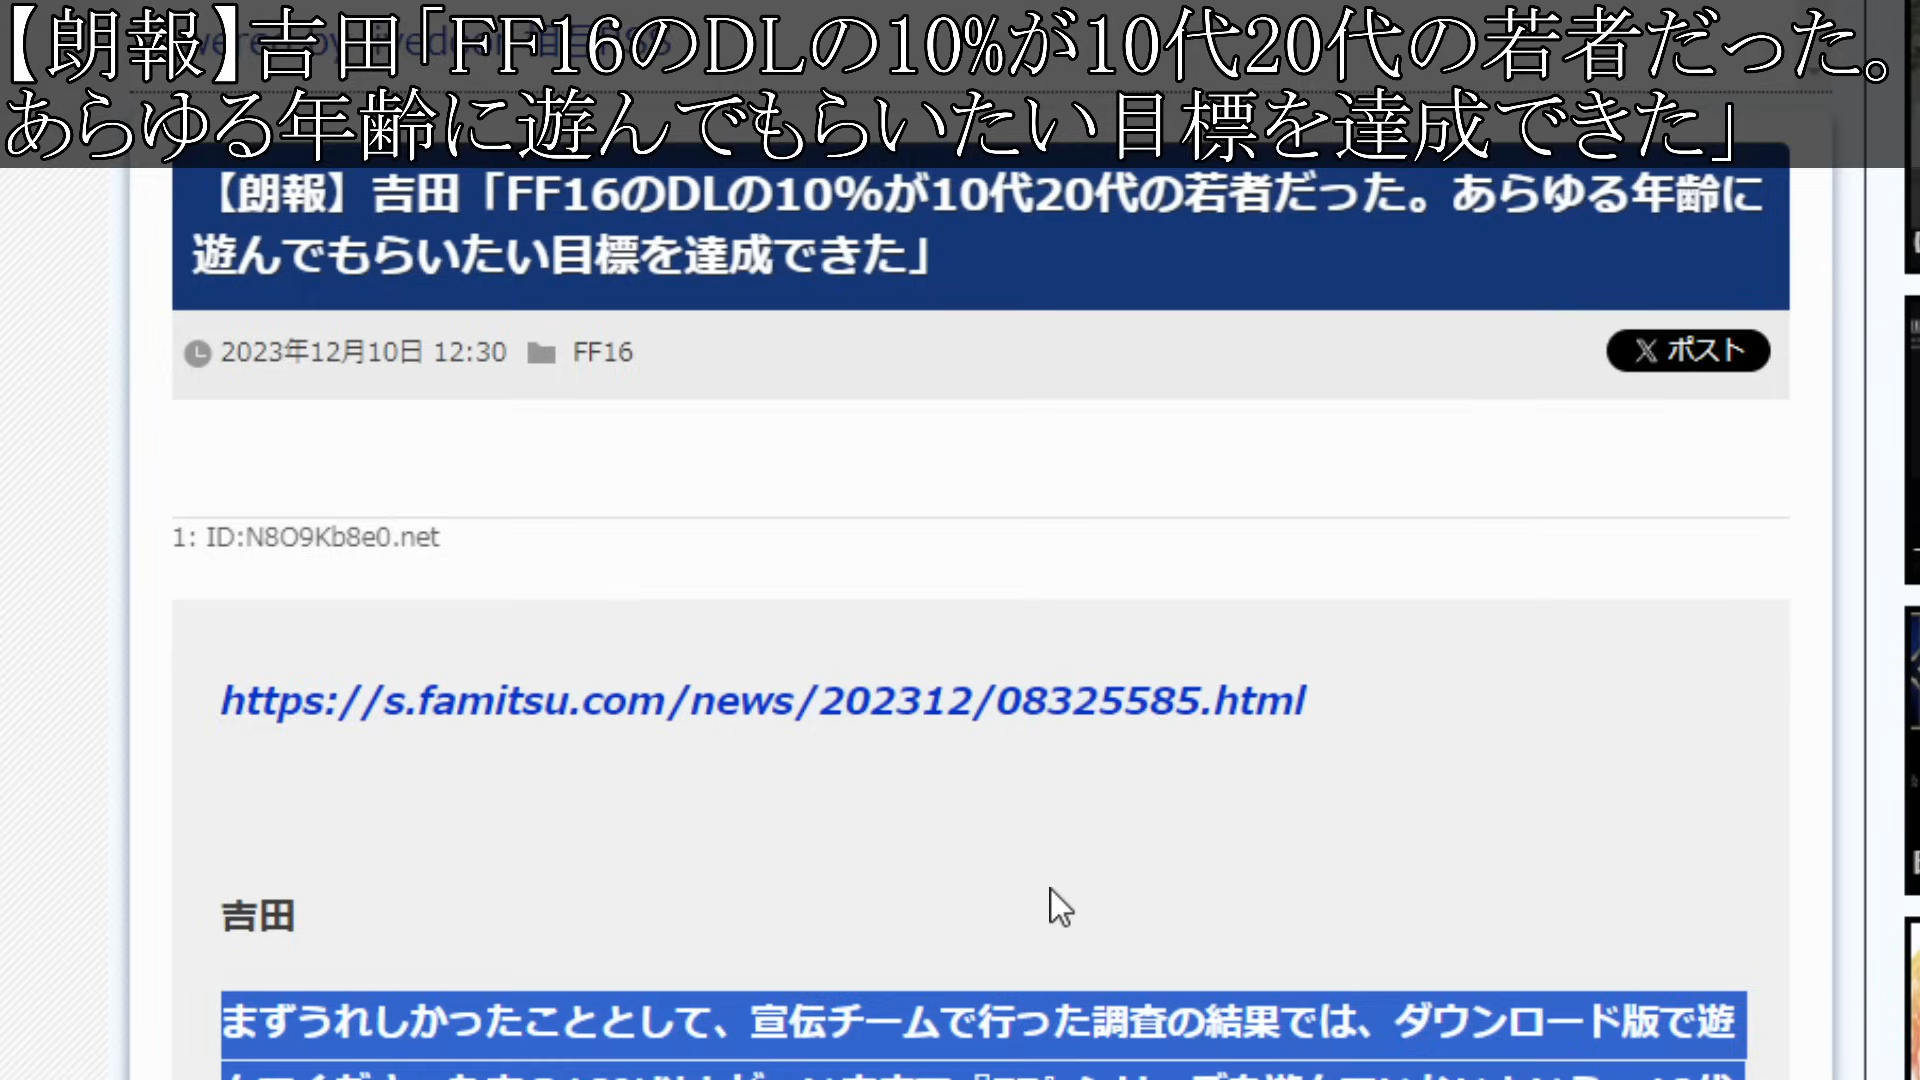 【朗報】吉田「FF16のDLの10%が10代20代の若者だった。
あらゆる年齢に遊んでもらいたい目標を達成できた」
【朗報】吉田「FF16のDLの10%が10代20代の若者だった。あらゆる年齢に
遊んでもらいたい目標を達成できた」
2023年12月10日 12:30 FF16
X ポスト
1: ID:N8O9Kb8e0.net
https://s.famitsu.com/news/202312/08325585.html
吉田
まずうれしかったこととして、宣伝チームで行った調査の結果では、ダウンロード版で遊